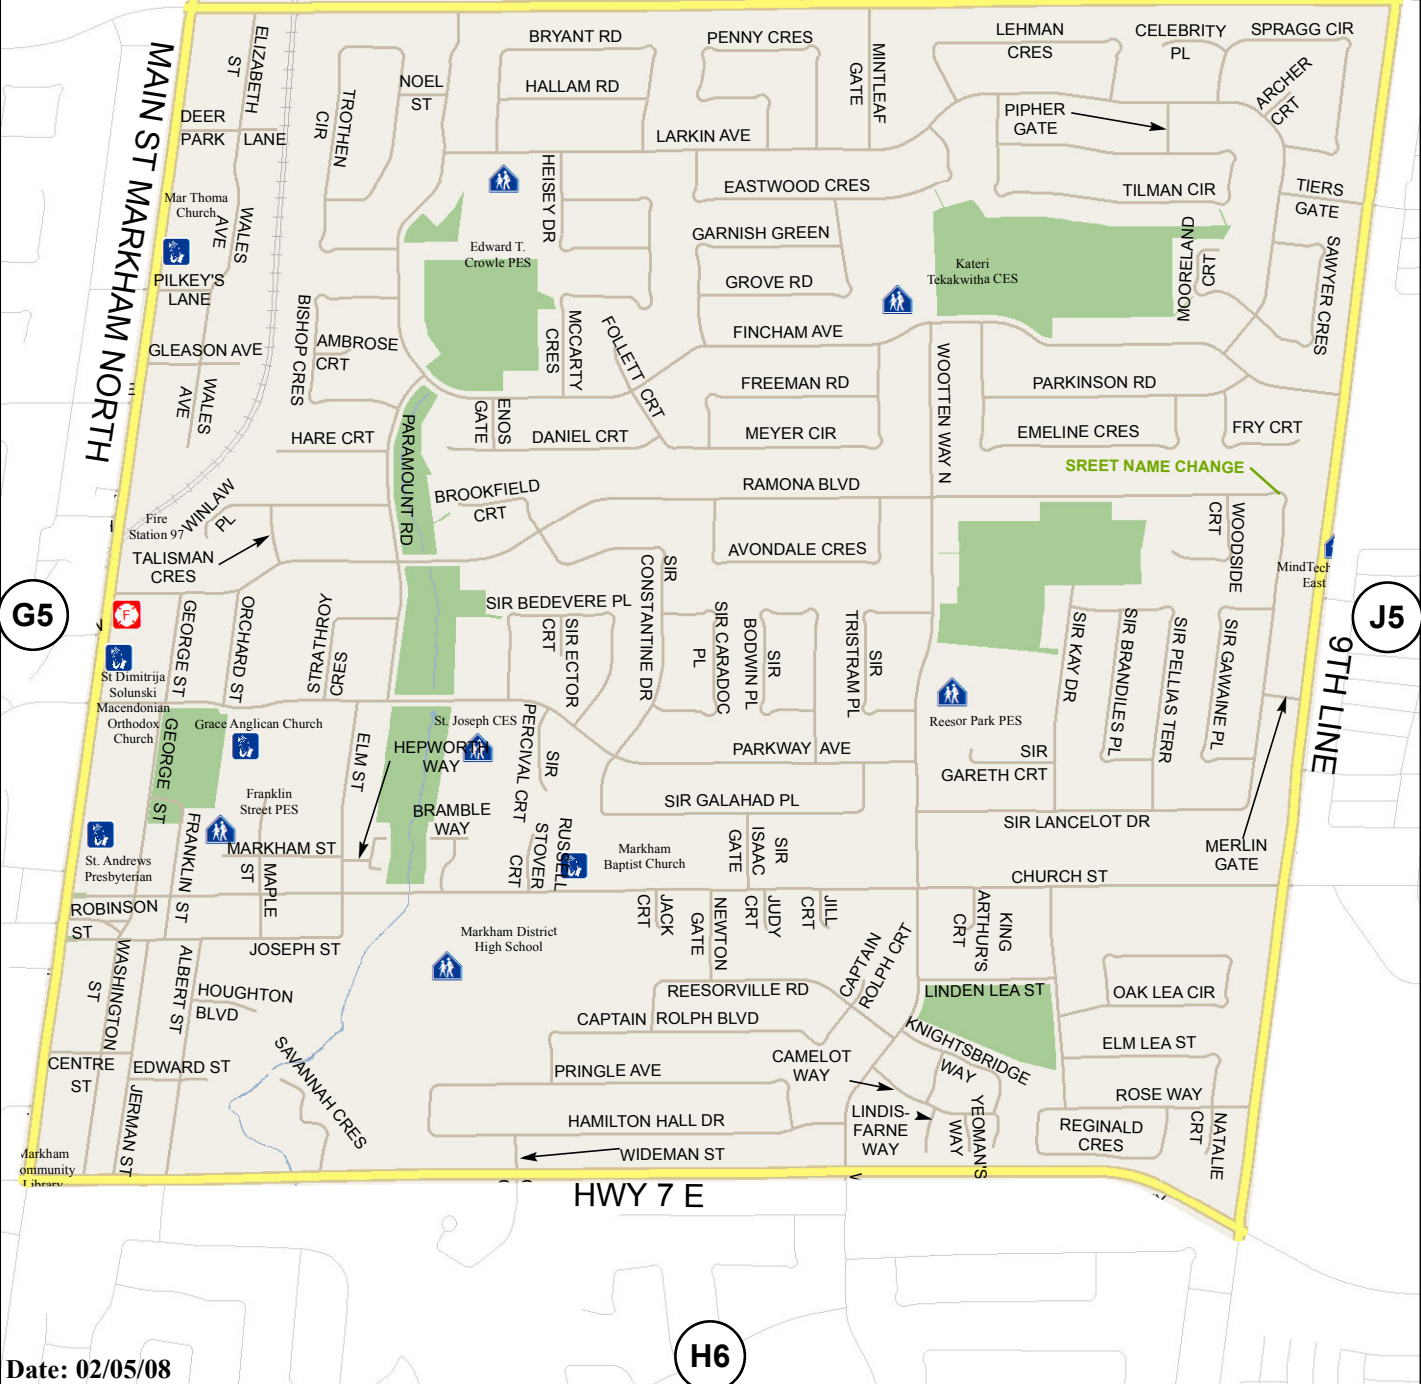 BRYANT RD
PENNY CRES
LEHMAN
CRES
CELEBRITY
PL
SPRAGG CIR
ELIZABETH
ST
MAIN ST MARKHAM NORTH
NOEL
ST
HALLAM RD
MINTLEAF
GATE
ARCHER
CRT
TROTHEN
CIR
DEER
PARK LANE
PIPHER
GATE
LARKIN AVE
HEISEY DR
EASTWOOD CRES
TILMAN CIR
TIERS
GATE
Mar Thoma
Church
WALES
AVE
Edward T.
Crowle PES
GARNISH GREEN
Kateri
Tekakwitha CES
MOORELAND
CRT
SAWYER CRES
PILKEY'S
LANE
GROVE RD
BISHOP CRES
AMBROSE
CRT
MCCARTY
CRES
FOLLETT CRT
FINCHAM AVE
GLEASON AVE
WALES
AVE
FREEMAN RD
WOOTTEN WAY N
PARKINSON RD
ENOS
GATE
PARAMOUNT RD
HARE CRT
DANIEL CRT
MEYER CIR
EMELINE CRES
FRY CRT
SREET NAME CHANGE
BROOKFIELD
CRT
RAMONA BLVD
WINLAW
PL
Fire
Station 97
WOODSIDE
CRT
TALISMAN
CRES
AVONDALE CRES
MindTech
East
G5
J5
GEORGE ST
ORCHARD ST
STRATHROY
CRES
SIR BEDEVERE PL
SIR
CONSTANTINE DR
SIR ECTOR
CRT
SIR CARADOC
PL
SIR
BODWIN PL
SIR
TRISTRAM PL
SIR KAY DR
SIR BRANDILES PL
SIR PELLIAS TERR
SIR GAWAINE PL
9TH LINE
St Dimitrija
Solunski
Macendonian
Orthodox
Church
GEORGE ST
Grace Anglican Church
ELM ST
St. Joseph CES
HEPWORTH
WAY
SIR
PERCIVAL CRT
Reesor Park PES
PARKWAY AVE
SIR
GARETH CRT
Franklin
Street PES
BRAMBLE
WAY
SIR GALAHAD PL
SIR LANCELOT DR
FRANKLIN ST
MARKHAM ST
RUSSELL
STOVER
CRT
SIR
ISAAC
GATE
Markham
Baptist Church
MERLIN
GATE
St. Andrews
Presbyterian
MAPLE
ST
CHURCH ST
ROBINSON
ST
JACK
CRT
NEWTON
GATE
JUDY
CRT
JILL
CRT
KING
ARTHUR'S
CRT
WASHINGTON
ST
ALBERT ST
JOSEPH ST
Markham District
High School
CAPTAIN
ROLPH CRT
HOUGHTON
BLVD
REESORVILLE RD
LINDEN LEA ST
OAK LEA CIR
CAPTAIN ROLPH BLVD
KNIGHTSBRIDGE
WAY
ELM LEA ST
CENTRE
ST
EDWARD ST
SAVANNAH CRES
PRINGLE AVE
CAMELOT
WAY
JERMAN ST
ROSE WAY
HAMILTON HALL DR
LINDIS-
FARNE
WAY
YEOMAN'S
WAY
REGINALD
CRES
NATALIE
CRT
WIDEMAN ST
Markham
ommunity
Library
HWY 7 E
H6
Date: 02/05/08